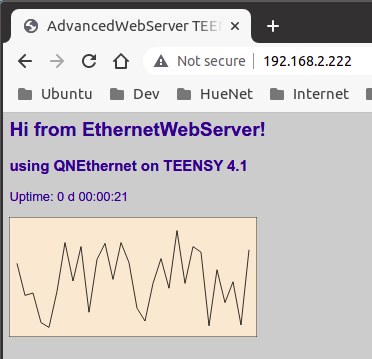 AdvancedWebServer TEEN
Not secure 192.168.2.222
Ubuntu Dev HueNet Internet
Hi from EthernetWebServer!
using QNEthernet on TEENSY 4.1
Uptime: 0 d 00:00:21